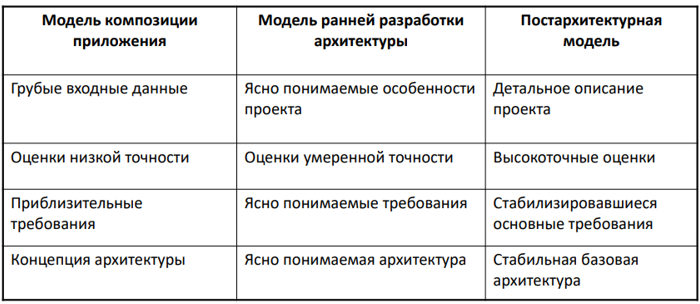 Модель композиции
приложения
Модель ранней разработки
архитектуры
Постархитектурная
модель
Грубые входные данные
Ясно понимаемые особенности
проекта
Детальное описание
проекта
Оценки низкой точности
Оценки умеренной точности
Высокоточные оценки
Приблизительные
требования
Ясно понимаемые требования
Стабилизировавшиеся
основные требования
Концепция архитектуры
Ясно понимаемая архитектура
Стабильная базовая
архитектура